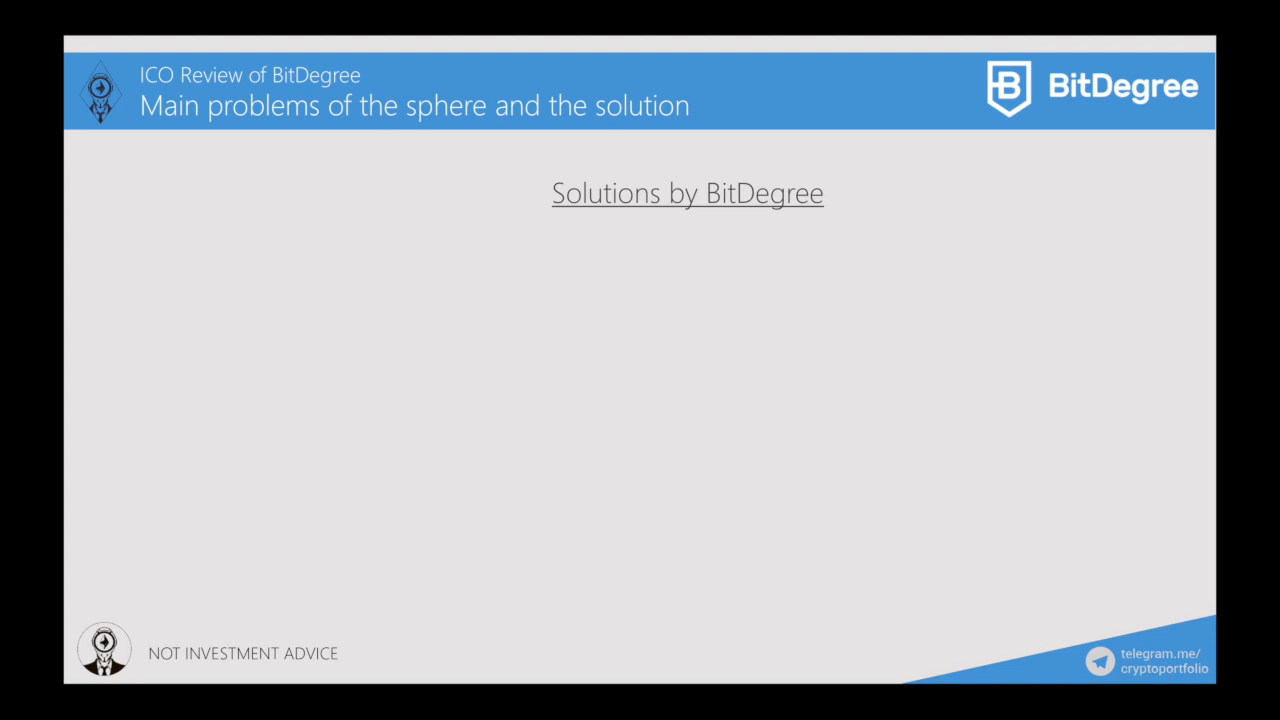 ICO Review of BitDegree
Main problems of the sphere and the solution
BitDegree
Solutions by BitDegree
NOT INVESTMENT ADVICE
telegram.me/
cryptoportfolio